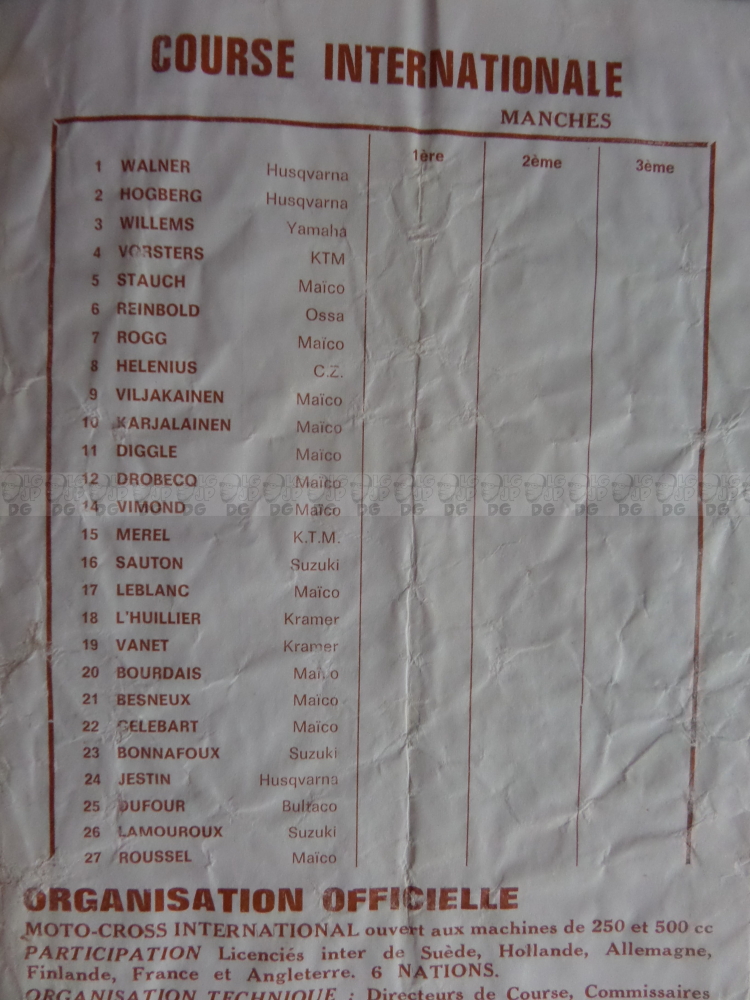 COURSE INTERNATIONALE
MANCHES
1ère 2ème 3ème
1 WALNER Husqvarna
2 HOGBERG Husqvarna
3 WILLEMS Yamaha
4 VORSTERS KTM
5 STAUCH Maïco
6 REINBOLD Ossa
7 ROGG Maïco
8 HELENIUS C.Z.
9 VILJAKAINEN Maïco
10 KARJALAINEN Maïco
11 DIGGLE Maïco
12 DROBECQ Maïco
14 VIMOND Maïco
15 MEREL K.T.M.
16 SAUTON Suzuki
17 LEBLANC Maïco
18 L'HUILLIER Kramer
19 VANET Kramer
20 BOURDAIS Maïco
21 BESNEUX Maïco
22 GELEBART Maïco
23 BONNAFOUX Suzuki
24 JESTIN Husqvarna
25 DUFOUR Bultaco
26 LAMOUROUX Suzuki
27 ROUSSEL Maïco
ORGANISATION OFFICIELLE
MOTO-CROSS INTERNATIONAL ouvert aux machines de 250 et 500 cc
PARTICIPATION Licenciés inter de Suède, Hollande, Allemagne,
Finlande, France et Angleterre. 6 NATIONS.
ORGANISATION TECHNIQUE : Directeurs de Course, Commissaires